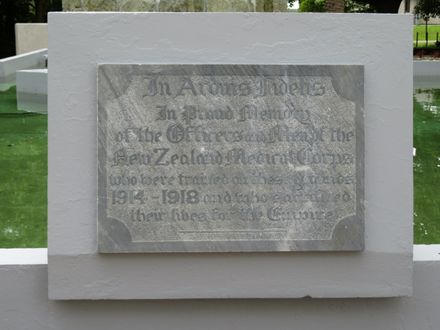 In Arduis Fidelis
In Proud Memory
of the Officers and Men of the
New Zealand Medical Corps
who were trained on these grounds
1914 - 1918 and who sacrificed
their lives for the Empire